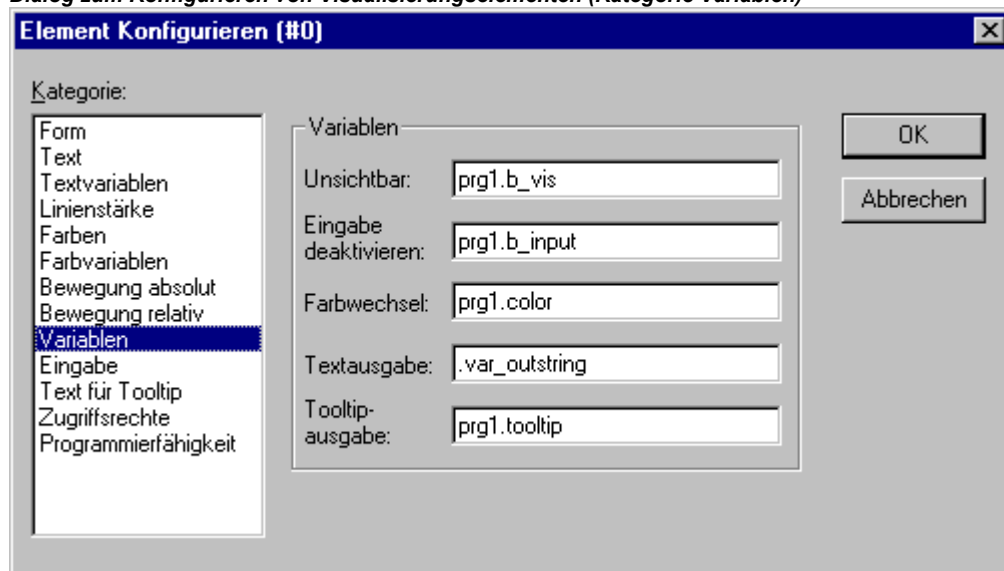 Dialog zum Konfigurieren von Visualisierungselementen (Kategorie Variablen)
Element Konfigurieren (#0)
Kategorie:
Form
Text
Textvariablen
Linienstärke
Farben
Farbvariablen
Bewegung absolut
Bewegung relativ
Variablen
Eingabe
Text für Tooltip
Zugriffsrechte
Programmierfähigkeit
Variablen
Unsichtbar: prg1.b_vis
Eingabe
deaktivieren: prg1.b_input
Farbwechsel: prg1.color
Textausgabe: .var_outstring
Tooltip-
ausgabe: prg1.tooltip
OK
Abbrechen